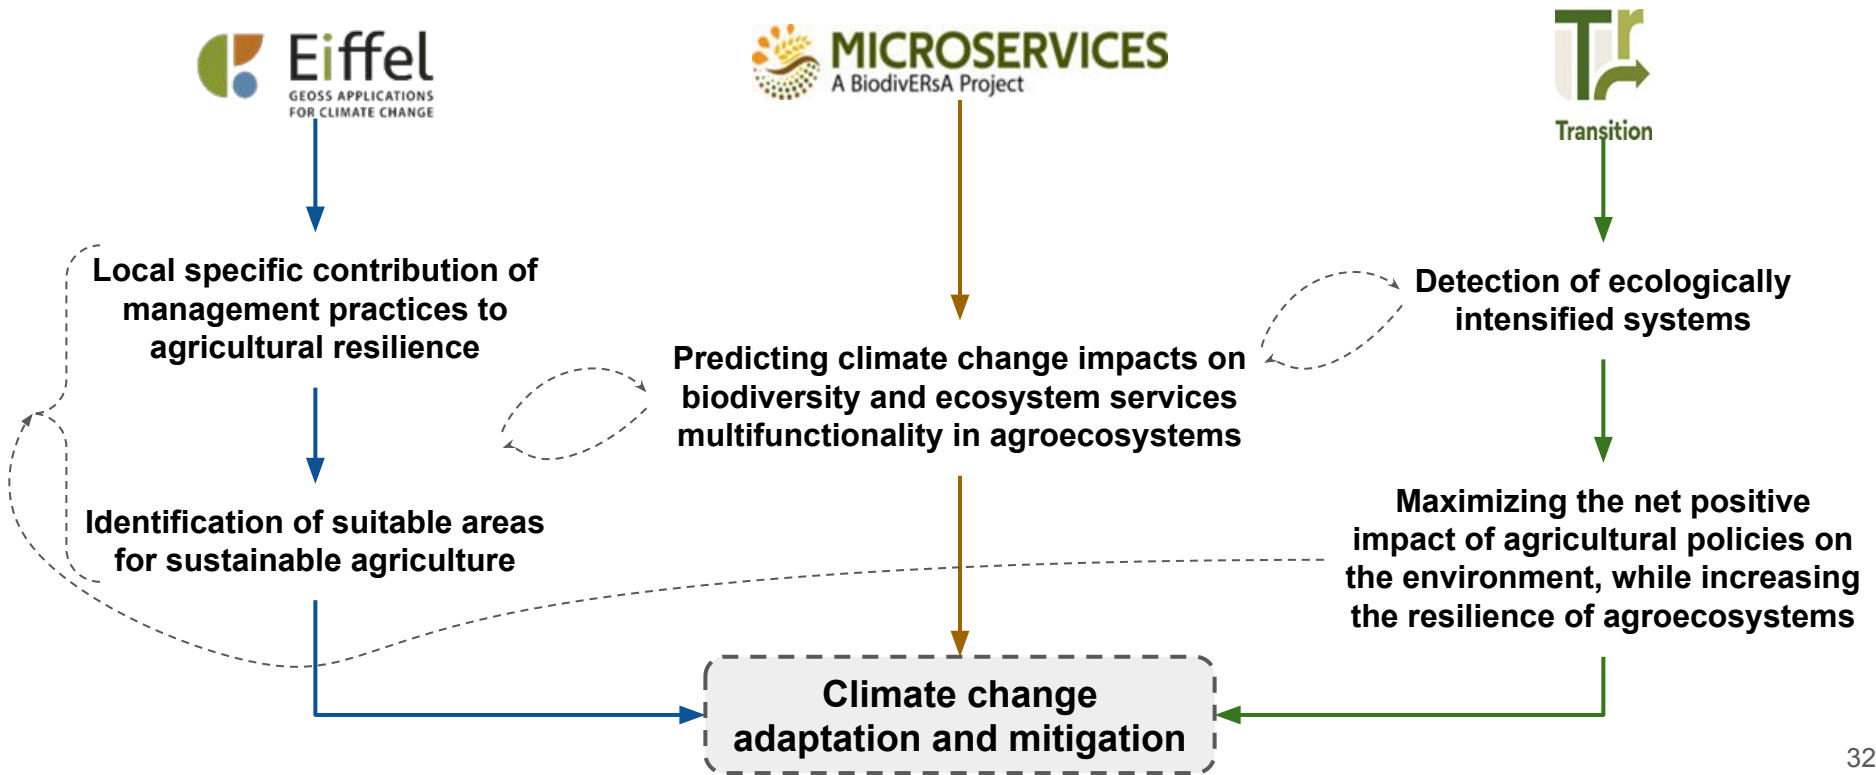 Eiffel
GEOSS APPLICATIONS
FOR CLIMATE CHANGE
MICROSERVICES
A BiodivERsA Project
Tr
Transition
Local specific contribution of
management practices to
agricultural resilience
Detection of ecologically
intensified systems
Predicting climate change impacts on
biodiversity and ecosystem services
multifunctionality in agroecosystems
Identification of suitable areas
for sustainable agriculture
Maximizing the net positive
impact of agricultural policies on
the environment, while increasing
the resilience of agroecosystems
Climate change
adaptation and mitigation
32